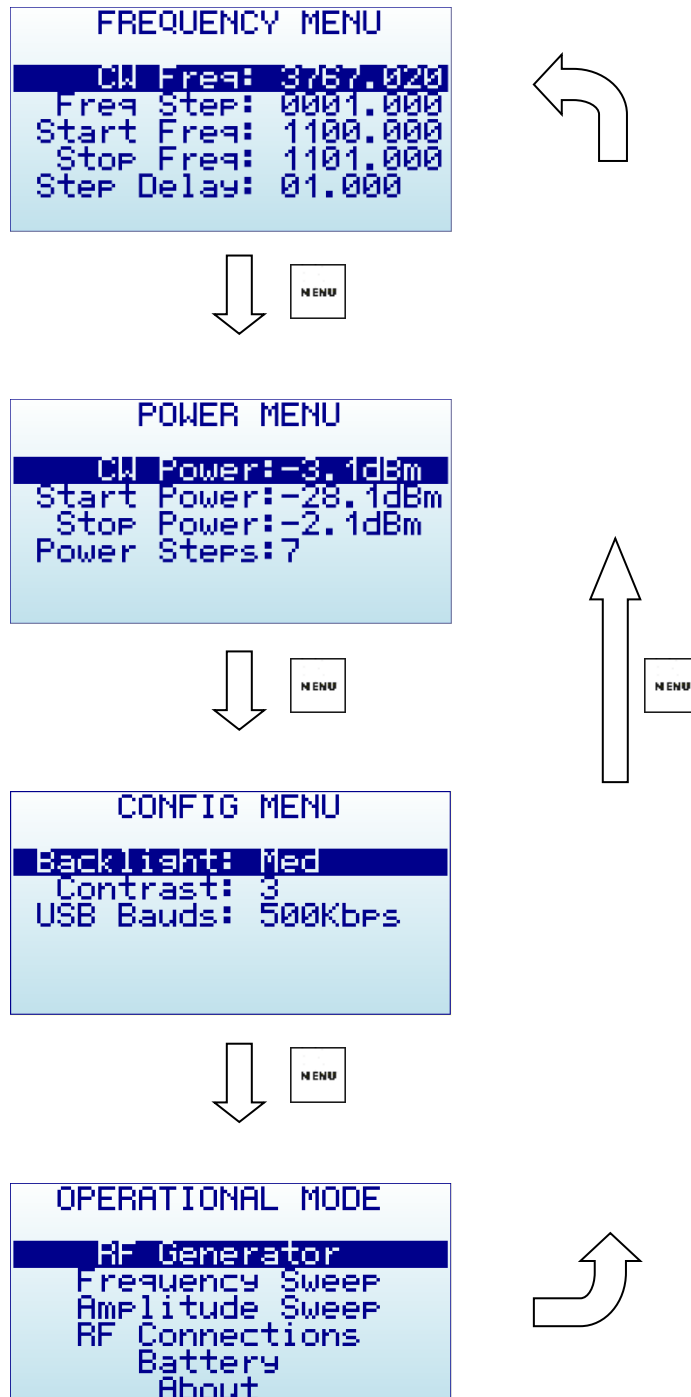 FREQUENCY MENU
CW Freq: 3767.020
Freq Step: 0001.000
Start Freq: 1100.000
Stop Freq: 1101.000
Step Delay: 01.000
MENU
POWER MENU
CW Power:-3.1dBm
Start Power:-28.1dBm
Stop Power:-2.1dBm
Power Steps:7
MENU
MENU
CONFIG MENU
Backlight: Med
Contrast: 3
USB Bauds: 500Kbps
MENU
OPERATIONAL MODE
RF Generator
Frequency Sweep
Amplitude Sweep
RF Connections
Battery
About